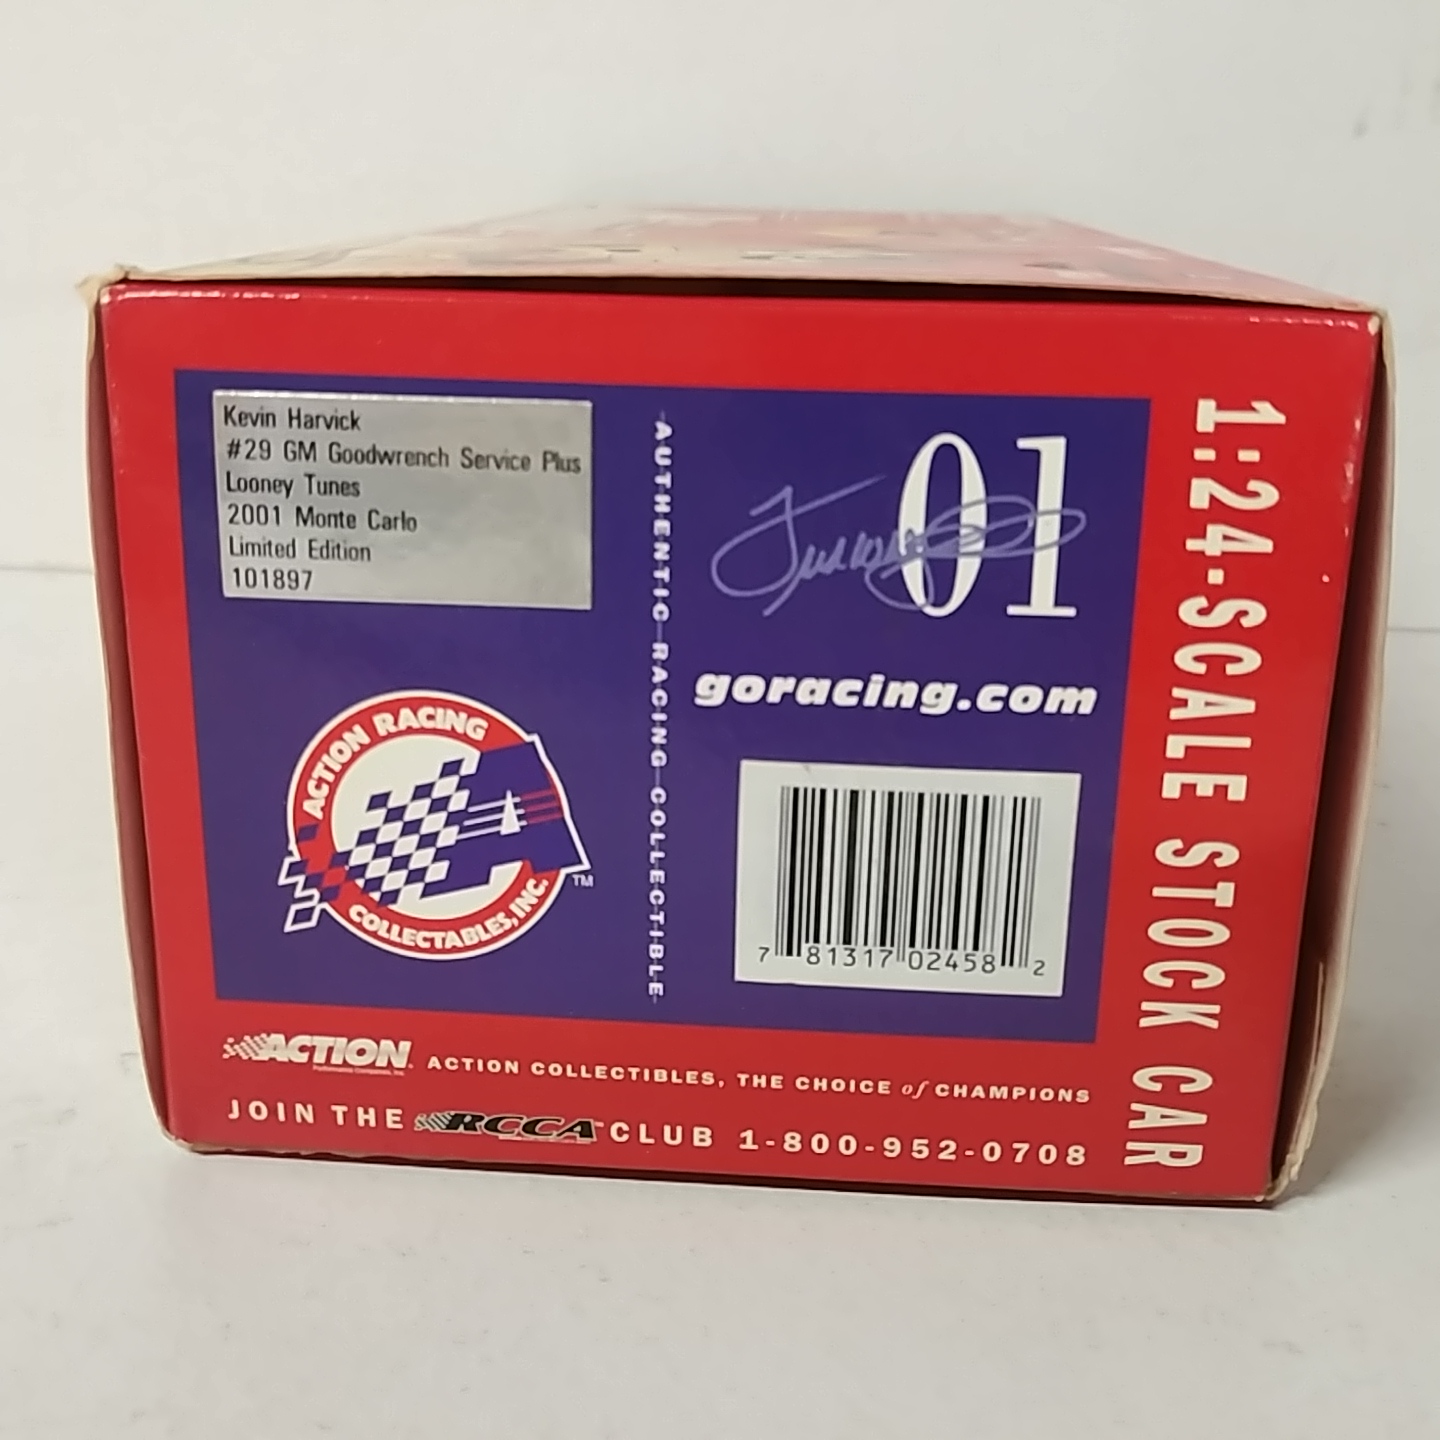 Kevin Harvick
#29 GM Goodwrench Service Plus
Looney Tunes
2001 Monte Carlo
Limited Edition
101897
AUTHENTIC RACING COLLECTIBLE
01
goracing.com
ACTION RACING
COLLECTABLES, INC.
TM
7 81317 02458 2
1:24-SCALE STOCK CAR
ACTION
ACTION COLLECTIBLES, THE CHOICE of CHAMPIONS
JOIN THE RCCA CLUB 1-800-952-0708